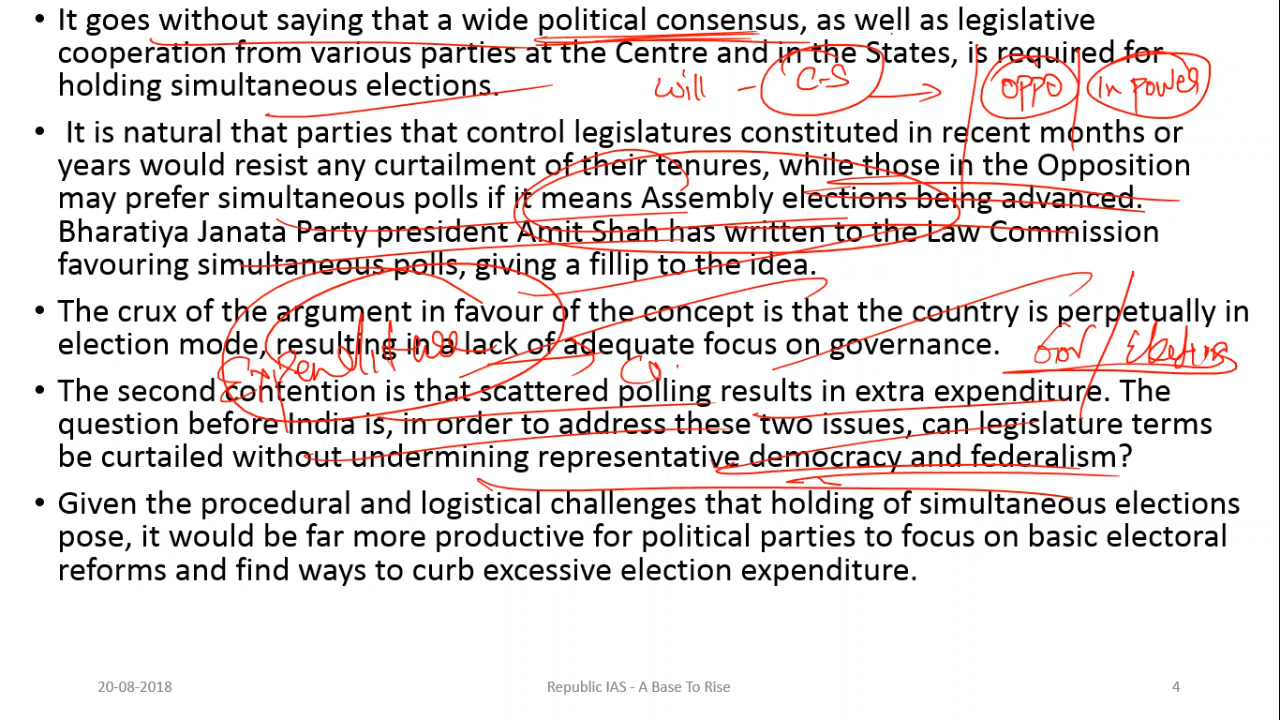 • It goes without saying that a wide political consensus, as well as legislative
cooperation from various parties at the Centre and in the States, is required for
holding simultaneous elections.
will – C-S → oppo In power
• It is natural that parties that control legislatures constituted in recent months or
years would resist any curtailment of their tenures, while those in the Opposition
may prefer simultaneous polls if it means Assembly elections being advanced.
Bharatiya Janata Party president Amit Shah has written to the Law Commission
favouring simultaneous polls, giving a fillip to the idea.
• The crux of the argument in favour of the concept is that the country is perpetually in
election mode, resulting in a lack of adequate focus on governance.
Gov / Elections
• The second contention is that scattered polling results in extra expenditure. The
question before India is, in order to address these two issues, can legislature terms
be curtailed without undermining representative democracy and federalism?
• Given the procedural and logistical challenges that holding of simultaneous elections
pose, it would be far more productive for political parties to focus on basic electoral
reforms and find ways to curb excessive election expenditure.
20-08-2018 Republic IAS - A Base To Rise 4